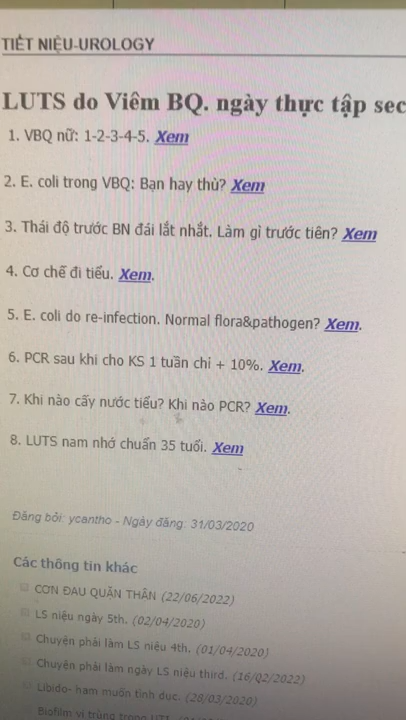 TIẾT NIỆU-UROLOGY
LUTS do Viêm BQ. ngày thực tập sec
1. VBQ nữ: 1-2-3-4-5. Xem
2. E. coli trong VBQ: Bạn hay thù? Xem
3. Thái độ trước BN đái lắt nhắt. Làm gì trước tiên? Xem
4. Cơ chế đi tiểu. Xem.
5. E. coli do re-infection. Normal flora&pathogen? Xem.
6. PCR sau khi cho KS 1 tuần chỉ + 10%. Xem.
7. Khi nào cấy nước tiểu? Khi nào PCR? Xem.
8. LUTS nam nhớ chuẩn 35 tuổi. Xem
Đăng bởi: ycantho - Ngày đăng: 31/03/2020
Các thông tin khác
CƠN ĐAU QUẶN THẬN (22/06/2022)
LS niệu ngày 5th. (02/04/2020)
Chuyện phải làm LS niệu 4th. (01/04/2020)
Chuyện phải làm ngày LS niệu third. (16/02/2022)
Libido- ham muốn tình dục. (28/03/2020)
Biofilm vi trùng trong